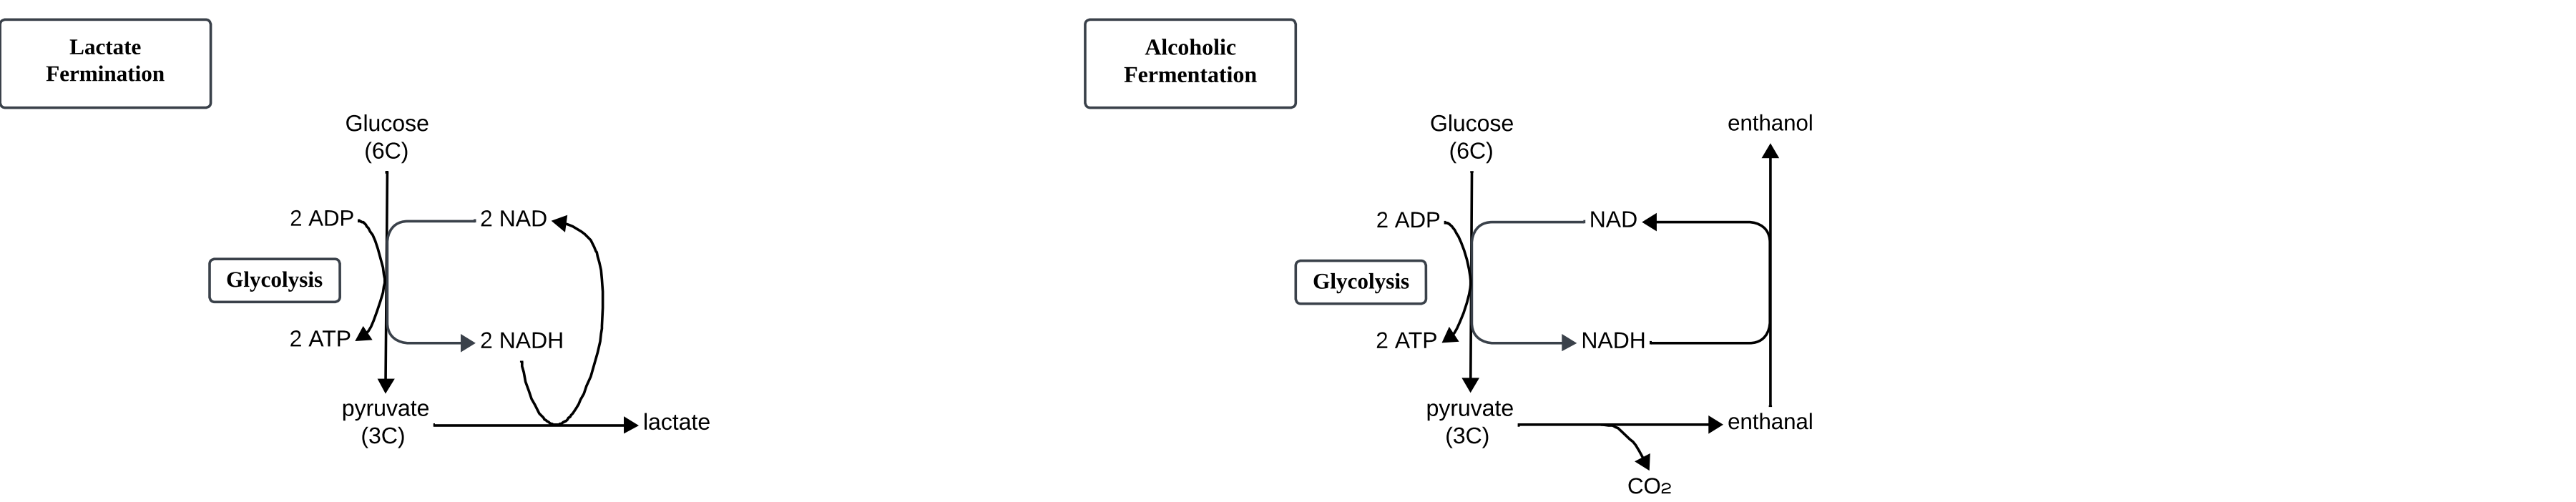 Lactate
Fermination
Glucose
(6C)
2 ADP
2 NAD
Glycolysis
2 ATP
2 NADH
pyruvate
(3C)
lactate
Alcoholic
Fermentation
Glucose
(6C)
enthanol
2 ADP
NAD
Glycolysis
2 ATP
NADH
pyruvate
(3C)
enthanal
CO2